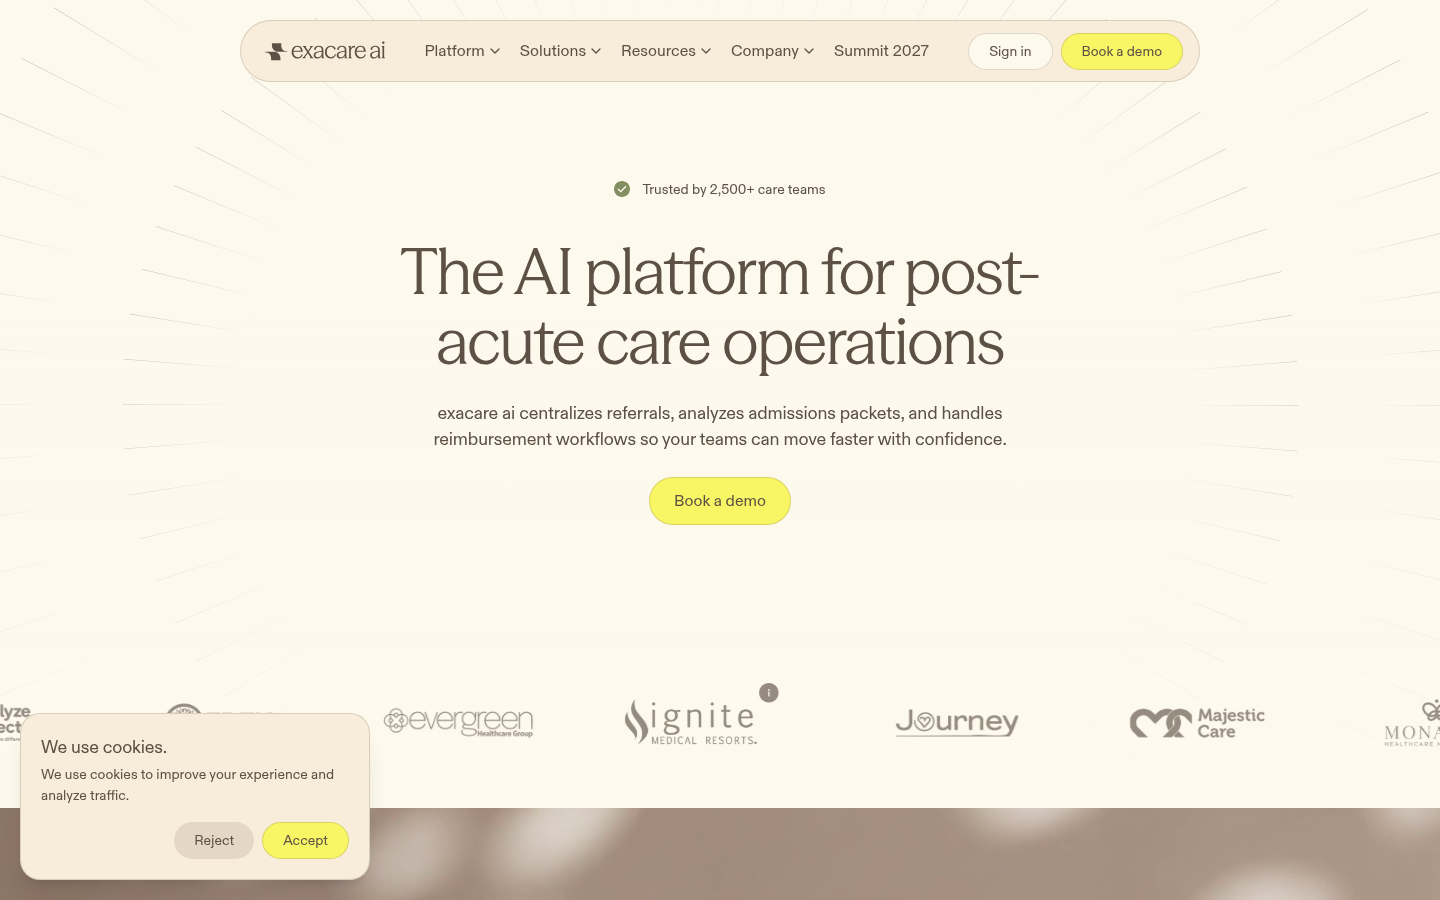 exacare ai
Platform
Solutions
Resources
Company
Summit 2027
Sign in
Book a demo
Trusted by 2,500+ care teams
The AI platform for post-
acute care operations
exacare ai centralizes referrals, analyzes admissions packets, and handles
reimbursement workflows so your teams can move faster with confidence.
Book a demo
evergreen
Healthcare Group
ignite
MEDICAL RESORTS
i
Journey
Majestic
Care
We use cookies.
We use cookies to improve your experience and
analyze traffic.
Reject
Accept